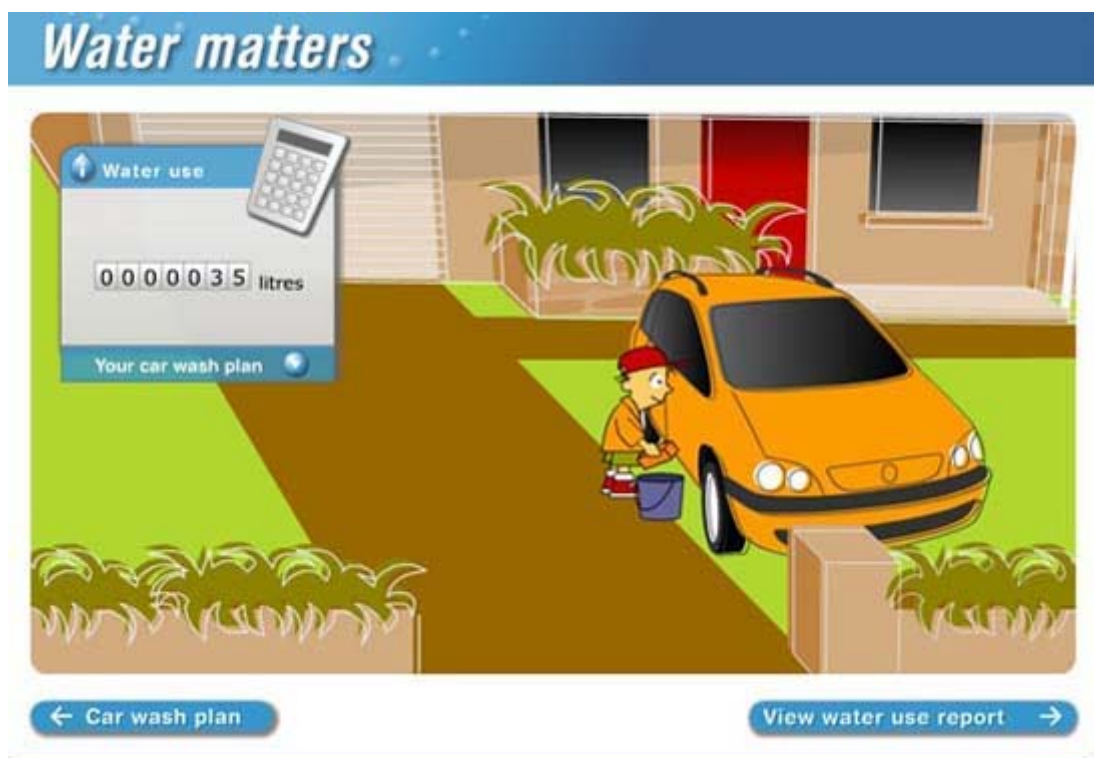 Water matters
Water use
0000035 litres
Your car wash plan
← Car wash plan
View water use report →